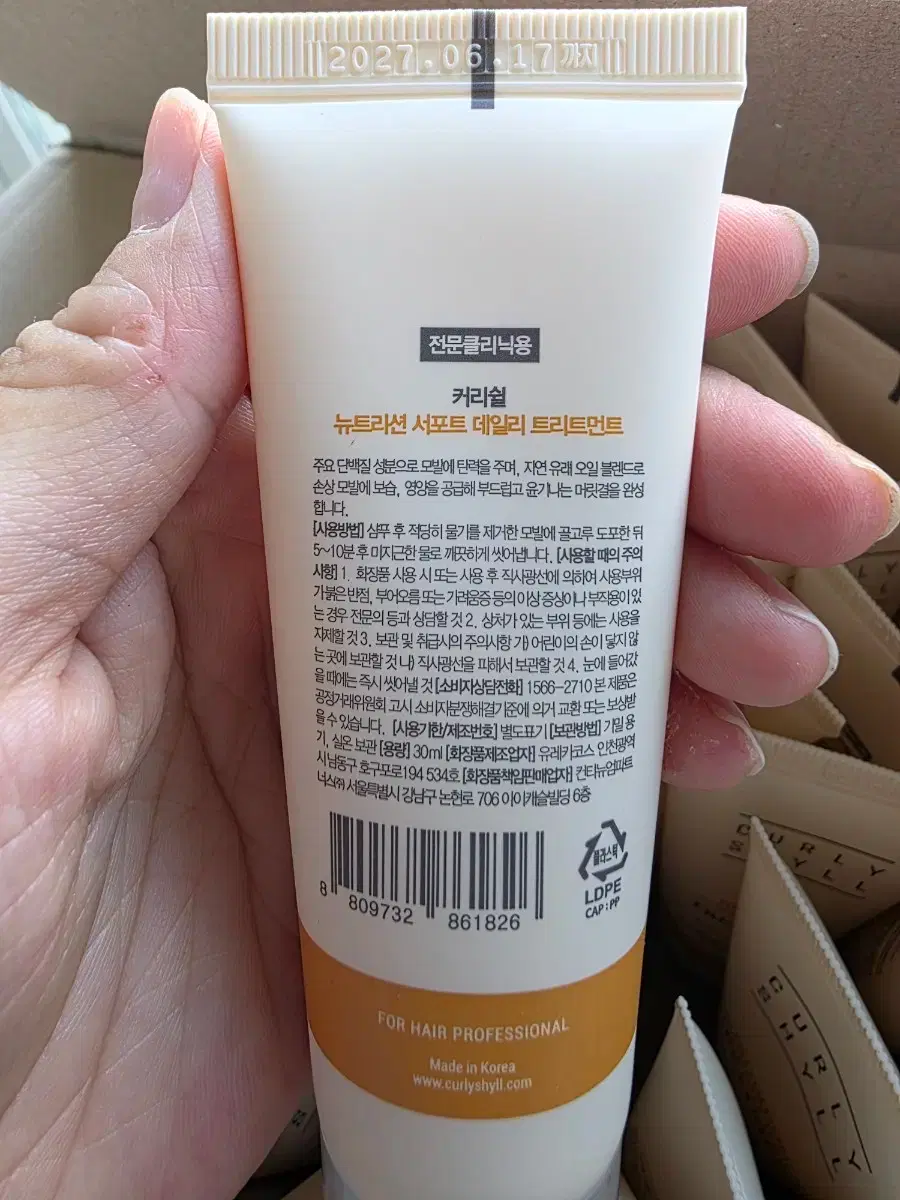 2027.06.17까지
전문클리닉용
커리쉴
뉴트리션 서포트 데일리 트리트먼트
주요 단백질 성분으로 모발에 탄력을 주며, 자연 유래 오일 블렌드로
손상 모발에 보습, 영양을 공급해 부드럽고 윤기나는 머릿결을 완성
합니다.
[사용방법] 샴푸 후 적당히 물기를 제거한 모발에 골고루 도포한 뒤
5~10분 후 미지근한 물로 깨끗하게 씻어냅니다. [사용할 때의 주의
사항] 1. 화장품 사용 시 또는 사용 후 직사광선에 의하여 사용부위
가 붉은 반점, 부어오름 또는 가려움증 등의 이상 증상이나 부작용이 있
는 경우 전문의 등과 상담할 것 2. 상처가 있는 부위 등에는 사용을
자제할 것 3. 보관 및 취급시의 주의사항 가) 어린이의 손이 닿지 않
는 곳에 보관할 것 나) 직사광선을 피해서 보관할 것 4. 눈에 들어갔
을 때에는 즉시 씻어낼 것 [소비자상담전화] 1566-2710 본 제품은
공정거래위원회 고시 소비자분쟁해결기준에 의거 교환 또는 보상받
을 수 있습니다. [사용기한/제조번호] 별도표기 [보관방법] 기밀 용
기, 실온 보관 [용량] 30ml [화장품제조업자] 유레카코스 인천광역
시 남동구 호구포로 194 534호 [화장품책임판매업자] 컨티뉴엄파트
너스㈜ 서울특별시 강남구 논현로 706 아이캐슬빌딩 6층
8 809732 861826
플라스틱
LDPE
CAP : PP
FOR HAIR PROFESSIONAL
Made in Korea
www.curlyshyll.com
CURLY
SHYLL
CURLY
SHYLL